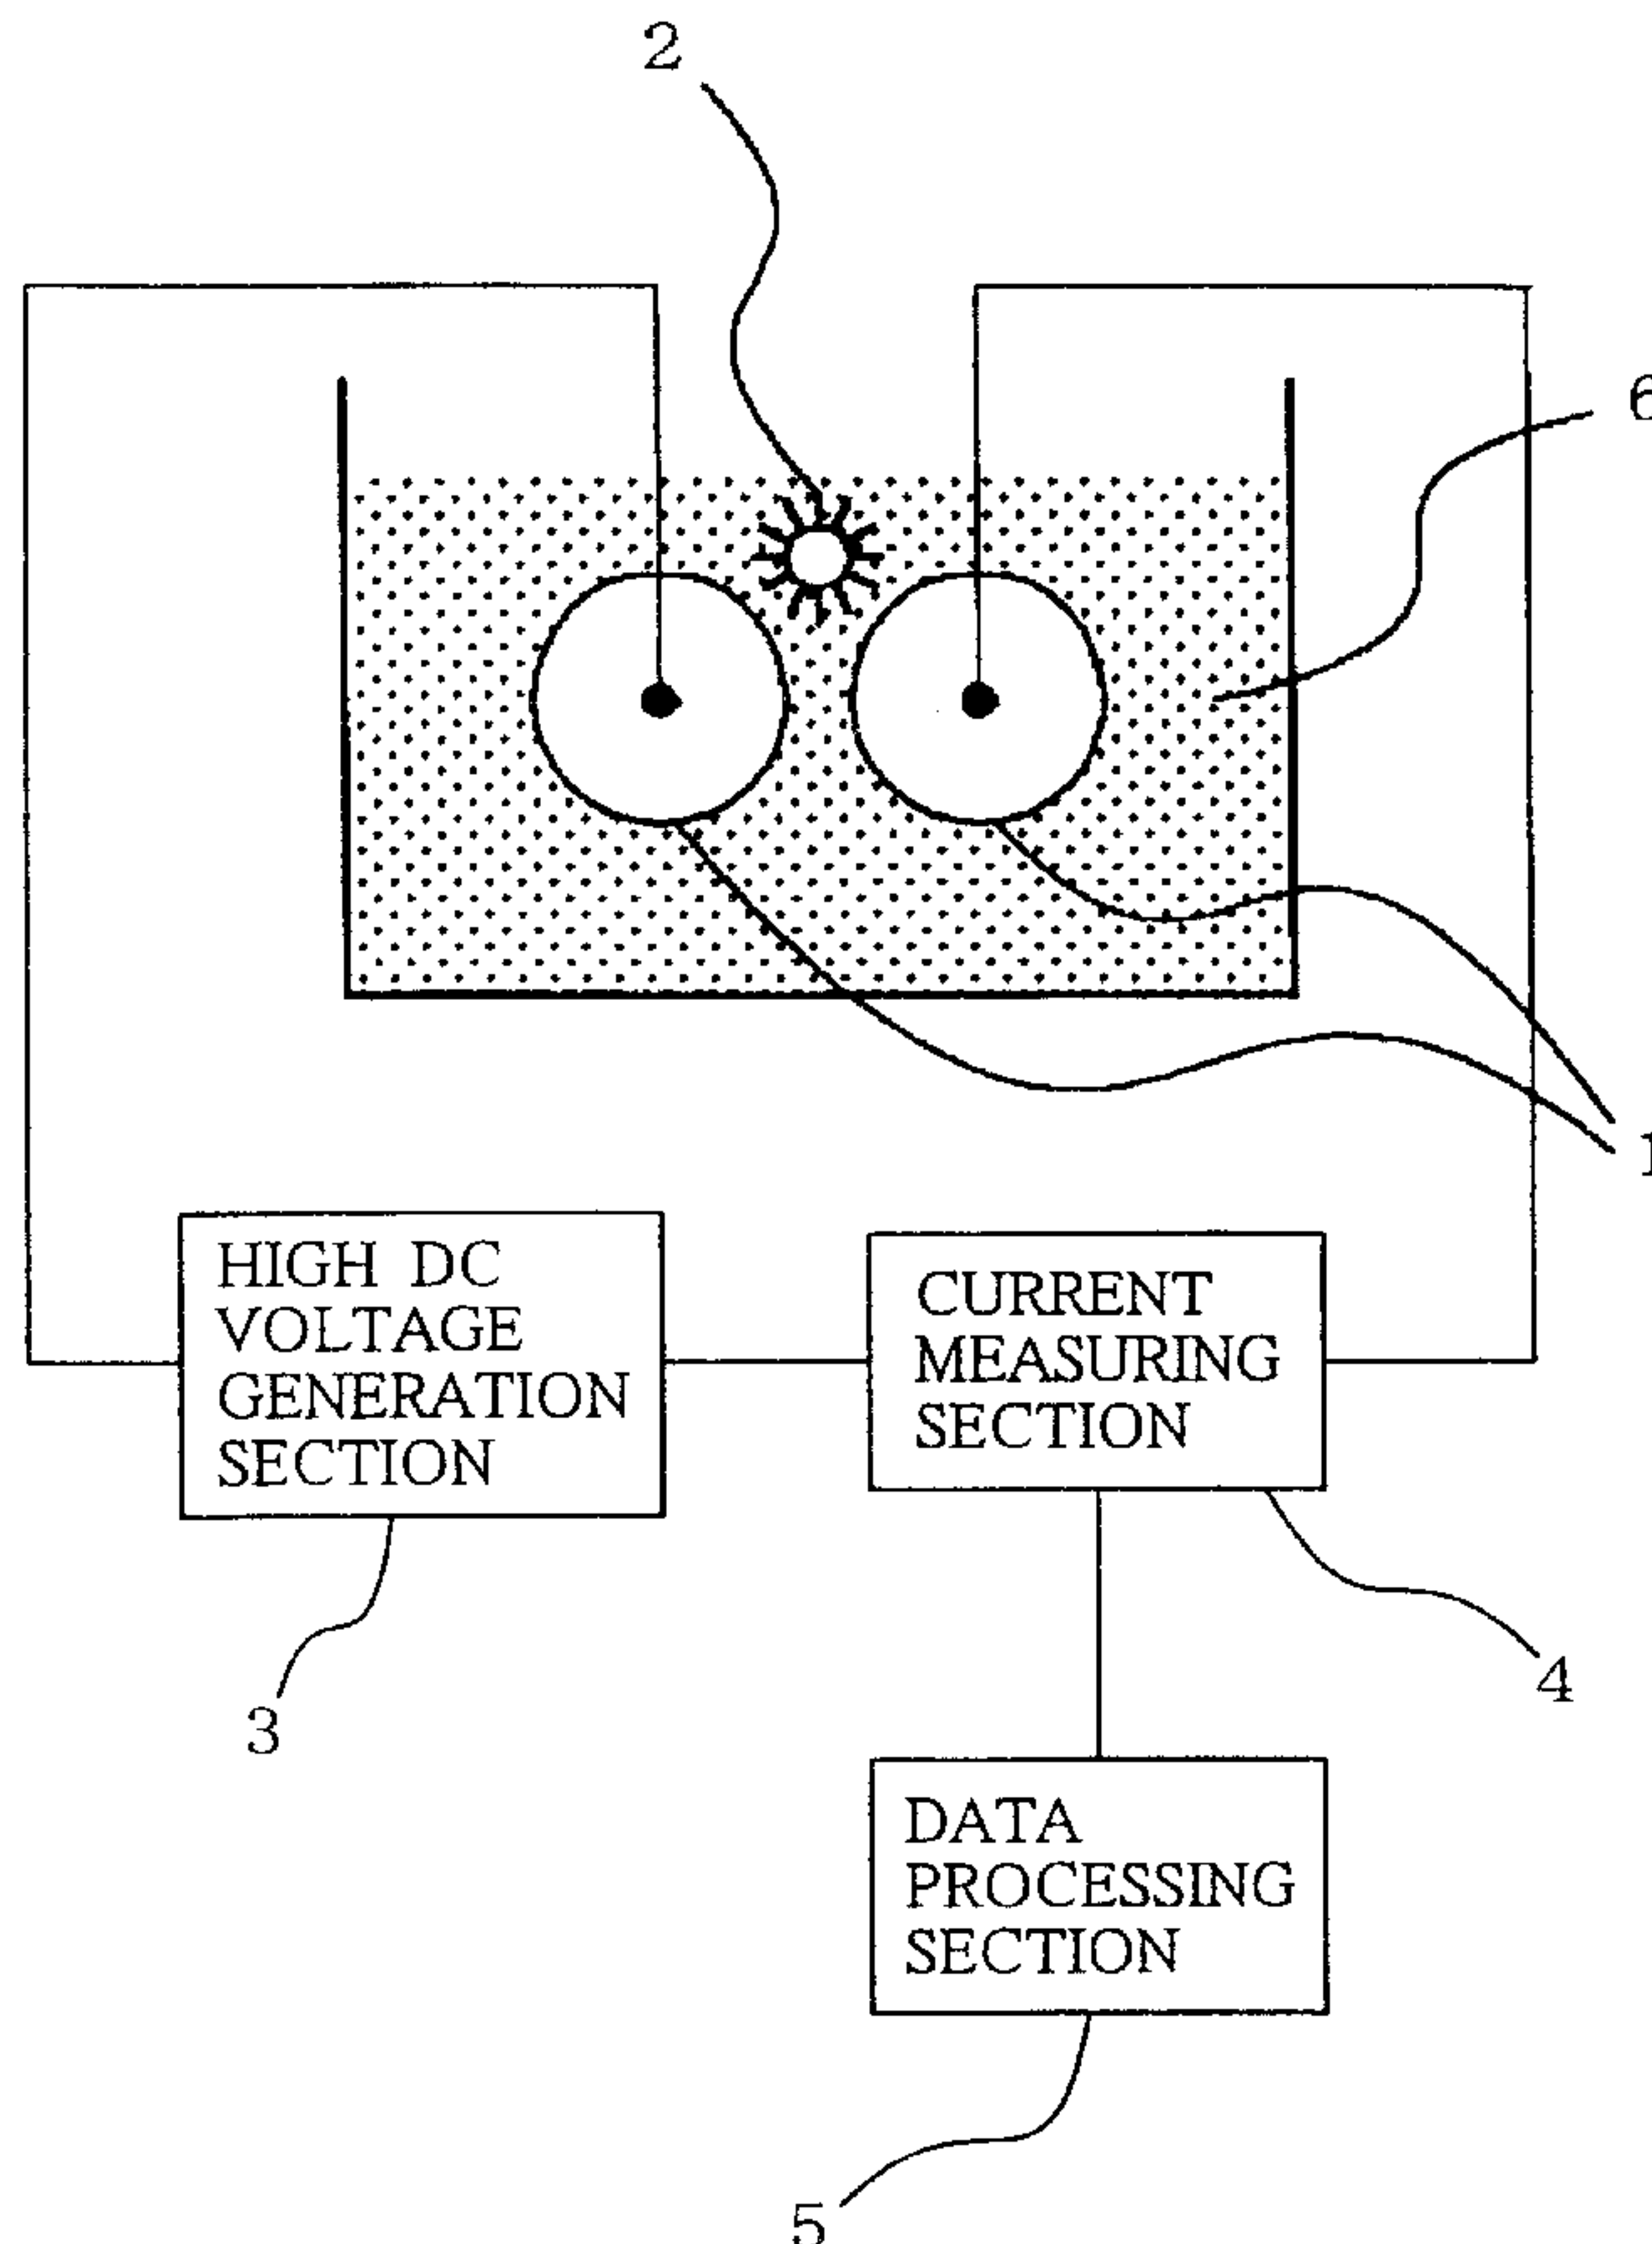 2
6
1
HIGH DC
VOLTAGE
GENERATION
SECTION
CURRENT
MEASURING
SECTION
3
4
DATA
PROCESSING
SECTION
5